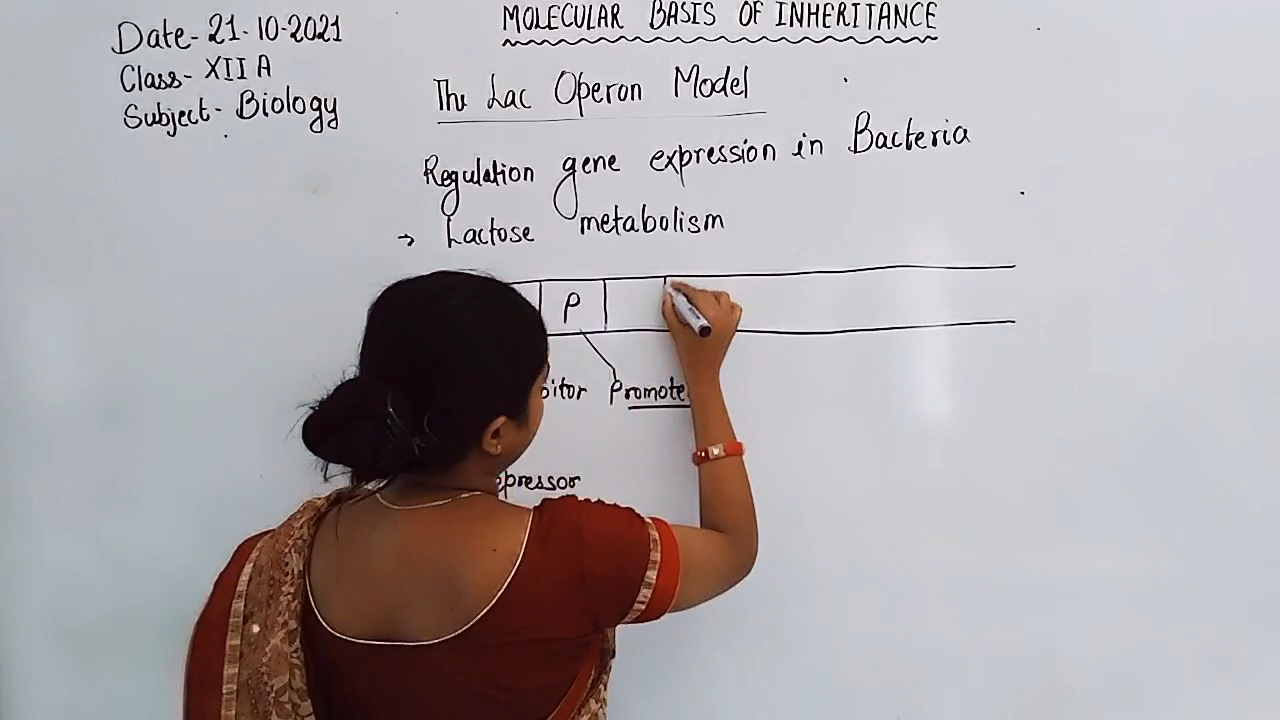 MOLECULAR BASIS OF INHERITANCE
Date- 21-10-2021
Class- XII A
Subject- Biology
The Lac Operon Model
Regulation gene expression in Bacteria
→ Lactose metabolism
P